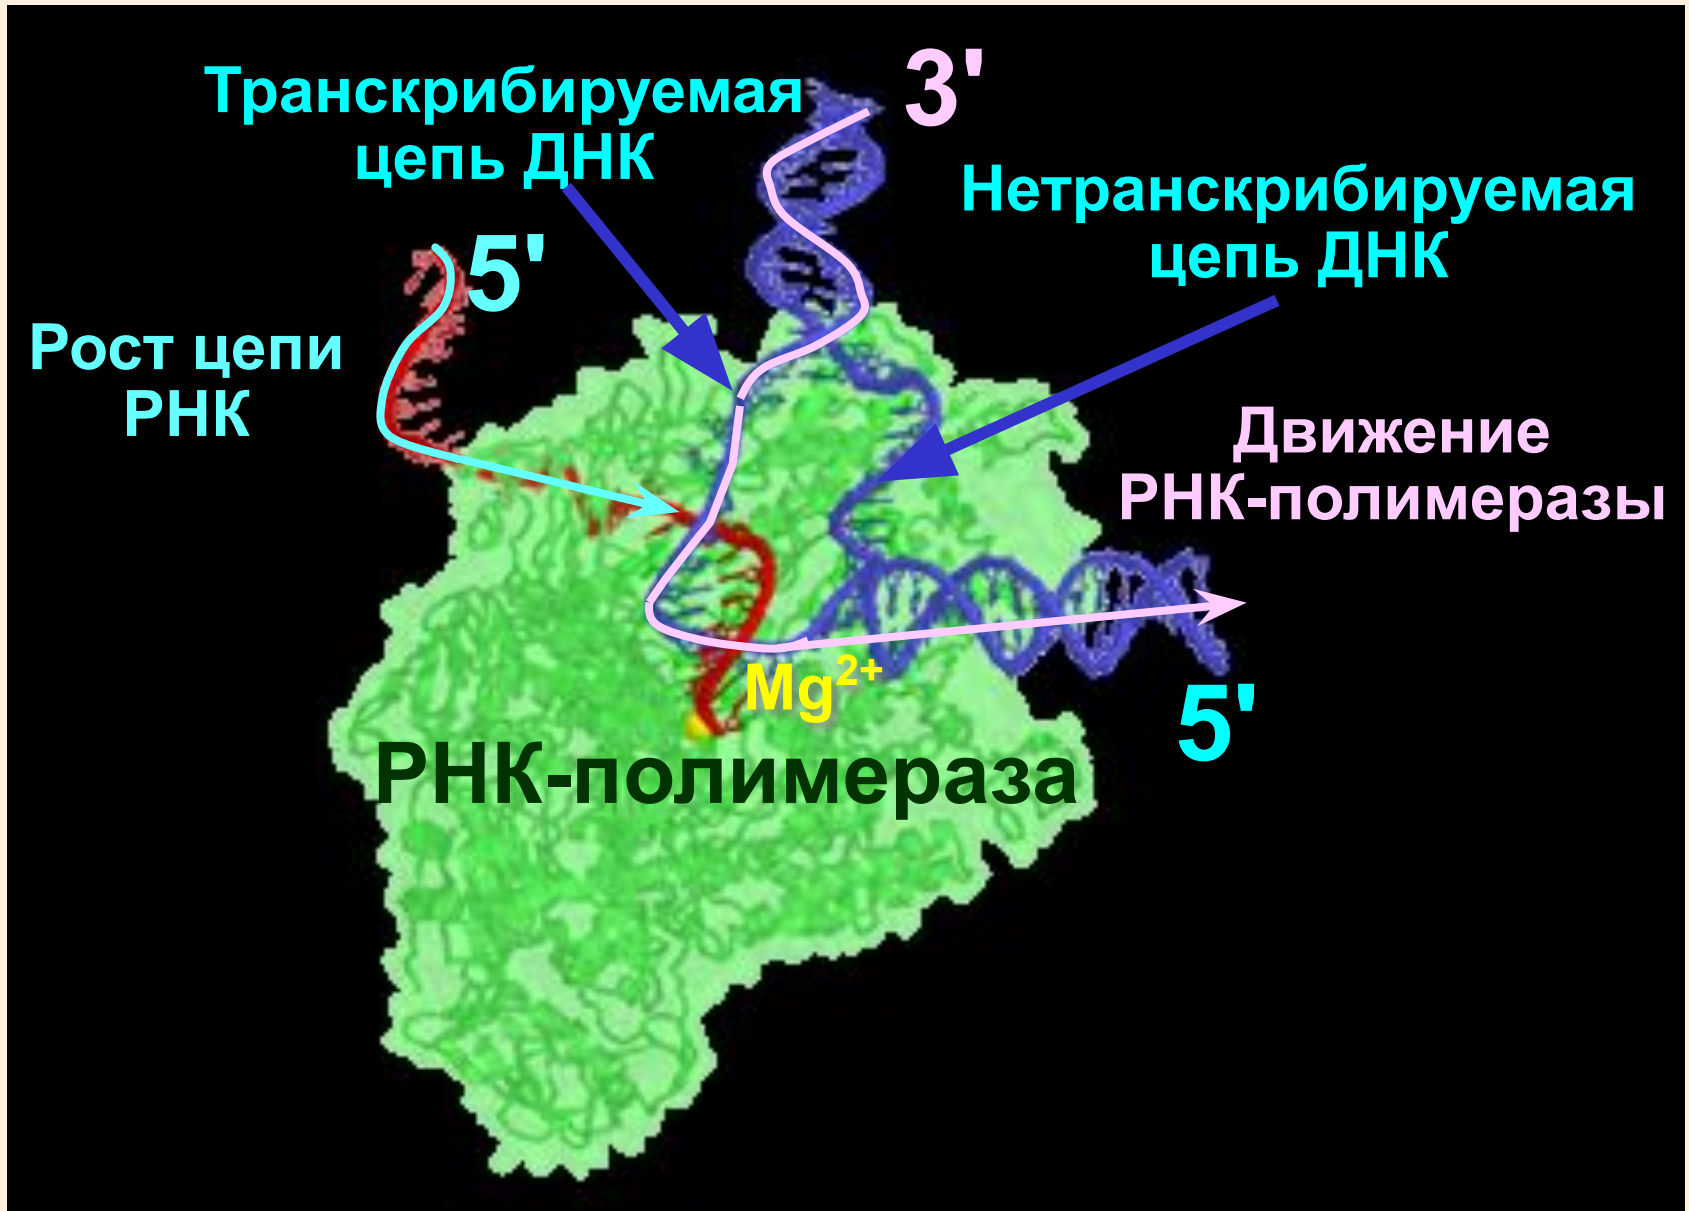 Транскрибируемая
цепь ДНК
3'
Нетранскрибируемая
цепь ДНК
5'
Рост цепи
РНК
Движение
РНК-полимеразы
Mg²⁺
5'
РНК-полимераза